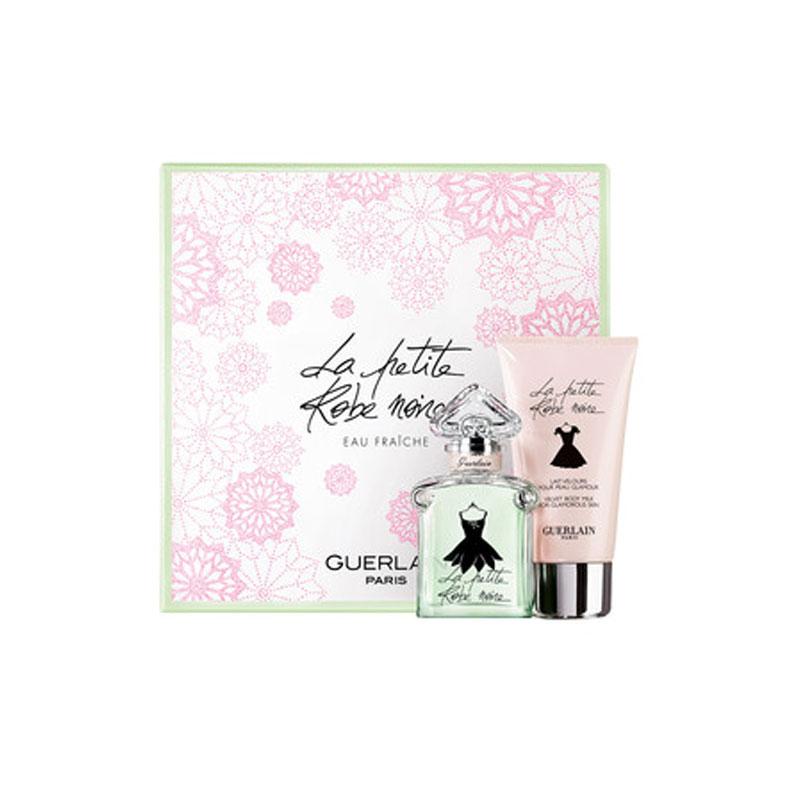 La petite
Robe noire
EAU FRAÎCHE
GUERLA
PARIS
Guerlain
La petite
Robe noire
La petite
Robe noire
LAIT VELOURS
POUR PEAU GLAMOUR
VELVET BODY MILK
FOR GLAMOROUS SKIN
GUERLAIN
PARIS